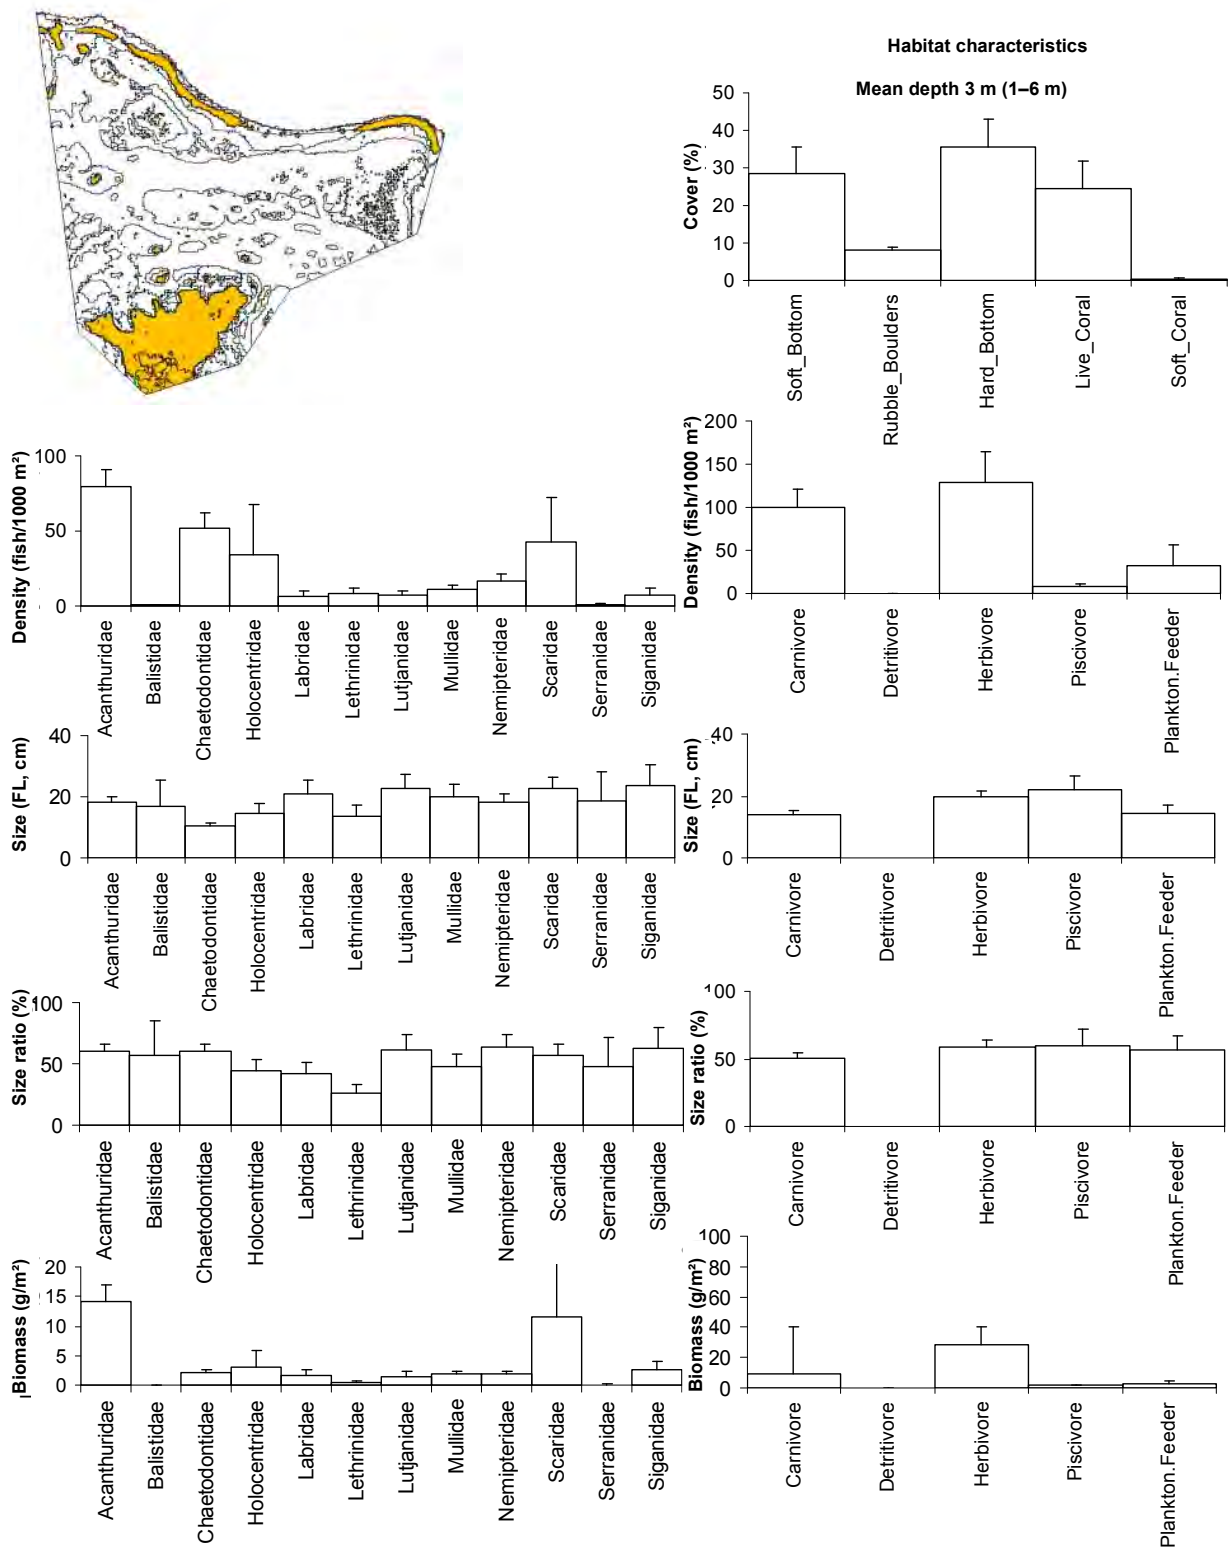 Habitat characteristics
Mean depth 3 m (1–6 m)
Cover (%)
50
40
30
20
10
0
Soft_Bottom
Rubble_Boulders
Hard_Bottom
Live_Coral
Soft_Coral
Density (fish/1000 m²)
100
50
0
Acanthuridae
Balistidae
Chaetodontidae
Holocentridae
Labridae
Lethrinidae
Lutjanidae
Mullidae
Nemipteridae
Scaridae
Serranidae
Siganidae
Density (fish/1000 m²)
200
150
100
50
0
Carnivore
Detritivore
Herbivore
Piscivore
Plankton.Feeder
Size (FL, cm)
40
20
0
Acanthuridae
Balistidae
Chaetodontidae
Holocentridae
Labridae
Lethrinidae
Lutjanidae
Mullidae
Nemipteridae
Scaridae
Serranidae
Siganidae
Size (FL, cm)
40
20
0
Carnivore
Detritivore
Herbivore
Piscivore
Plankton.Feeder
Size ratio (%)
100
50
0
Acanthuridae
Balistidae
Chaetodontidae
Holocentridae
Labridae
Lethrinidae
Lutjanidae
Mullidae
Nemipteridae
Scaridae
Serranidae
Siganidae
Size ratio (%)
100
50
0
Carnivore
Detritivore
Herbivore
Piscivore
Plankton.Feeder
Biomass (g/m²)
20
15
10
5
0
Acanthuridae
Balistidae
Chaetodontidae
Holocentridae
Labridae
Lethrinidae
Lutjanidae
Mullidae
Nemipteridae
Scaridae
Serranidae
Siganidae
Biomass (g/m²)
100
80
60
40
20
0
Carnivore
Detritivore
Herbivore
Piscivore
Plankton.Feeder